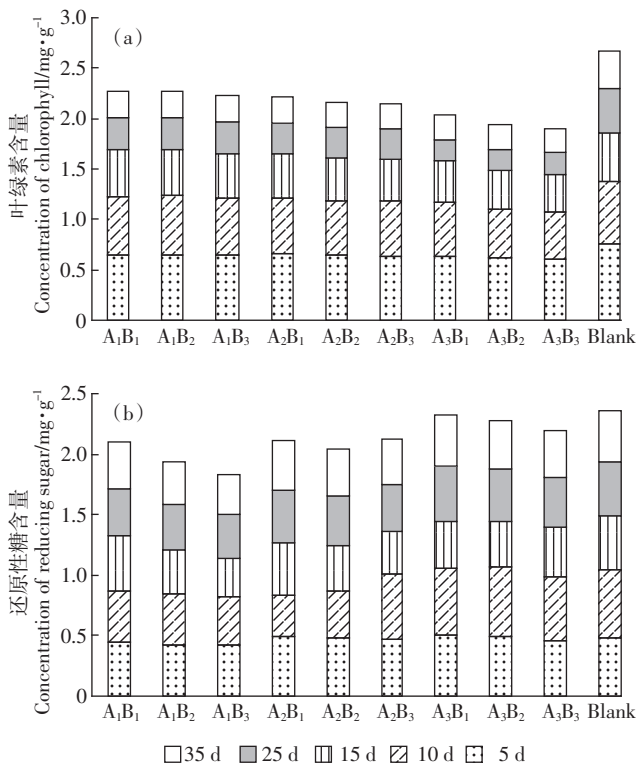 3.0
(a)
2.5
2.0
1.5
1.0
0.5
0
叶绿素含量
Concentration of chlorophyll/mg·g⁻¹
A₁B₁ A₁B₂ A₁B₃ A₂B₁ A₂B₂ A₂B₃ A₃B₁ A₃B₂ A₃B₃ Blank
2.5
(b)
2.0
1.5
1.0
0.5
0
还原性糖含量
Concentration of reducing sugar/mg·g⁻¹
A₁B₁ A₁B₂ A₁B₃ A₂B₁ A₂B₂ A₂B₃ A₃B₁ A₃B₂ A₃B₃ Blank
35 d 25 d 15 d 10 d 5 d